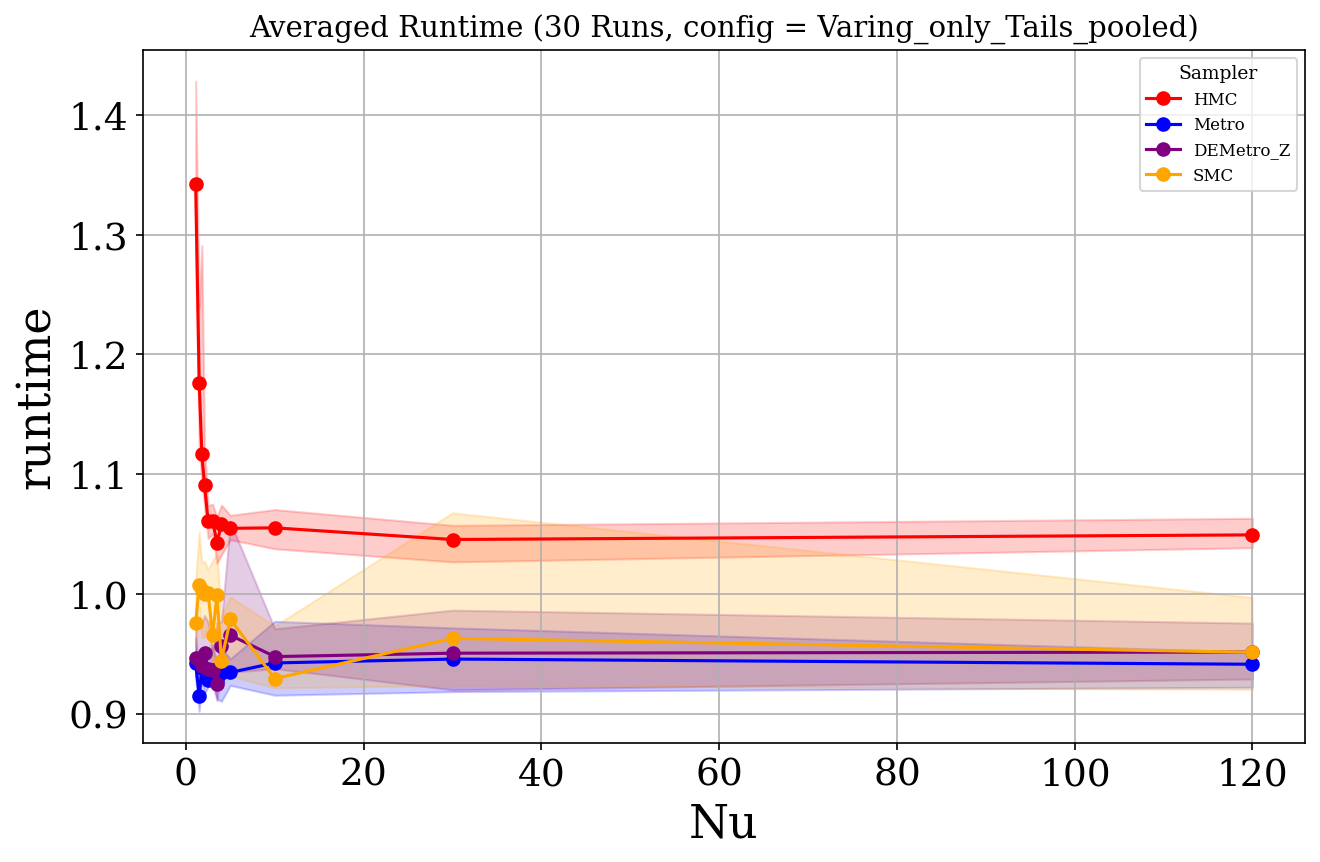 Averaged Runtime (30 Runs, config = Varing_only_Tails_pooled)
Sampler
HMC
Metro
DEMetro_Z
SMC
runtime
1.4
1.3
1.2
1.1
1.0
0.9
0
20
40
60
80
100
120
Nu